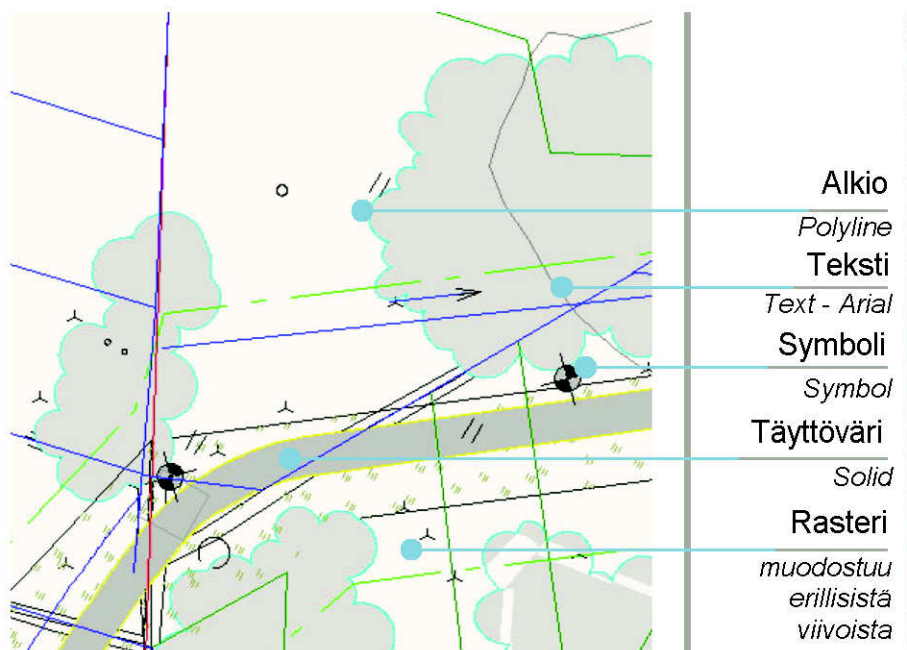 Alkio
Polyline
Teksti
Text - Arial
Symboli
Symbol
Täyttöväri
Solid
Rasteri
muodostuu
erillisistä
viivoista